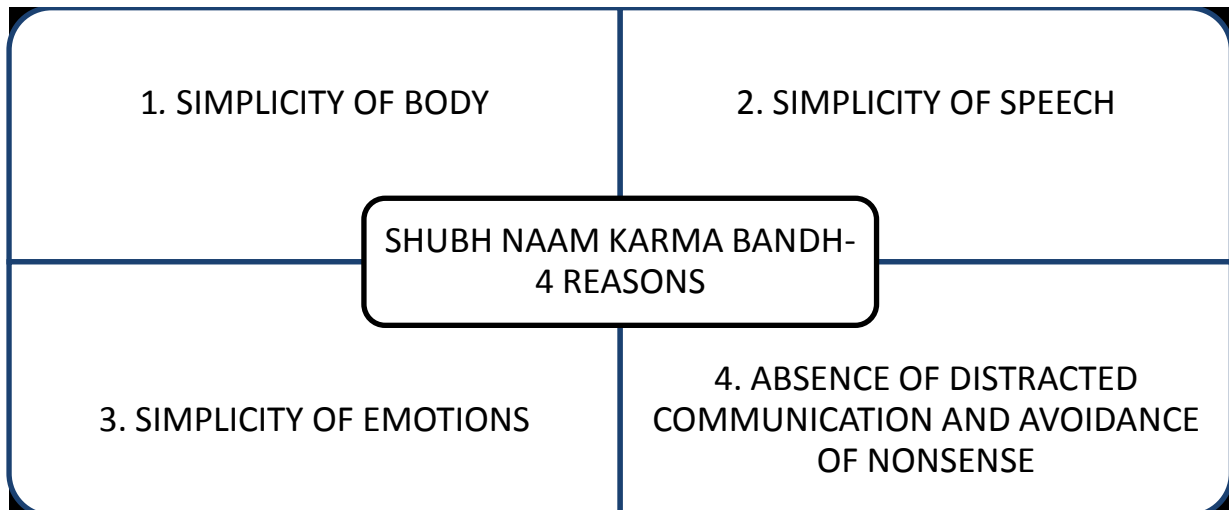 1. SIMPLICITY OF BODY
2. SIMPLICITY OF SPEECH
SHUBH NAAM KARMA BANDH-
4 REASONS
3. SIMPLICITY OF EMOTIONS
4. ABSENCE OF DISTRACTED
COMMUNICATION AND AVOIDANCE
OF NONSENSE